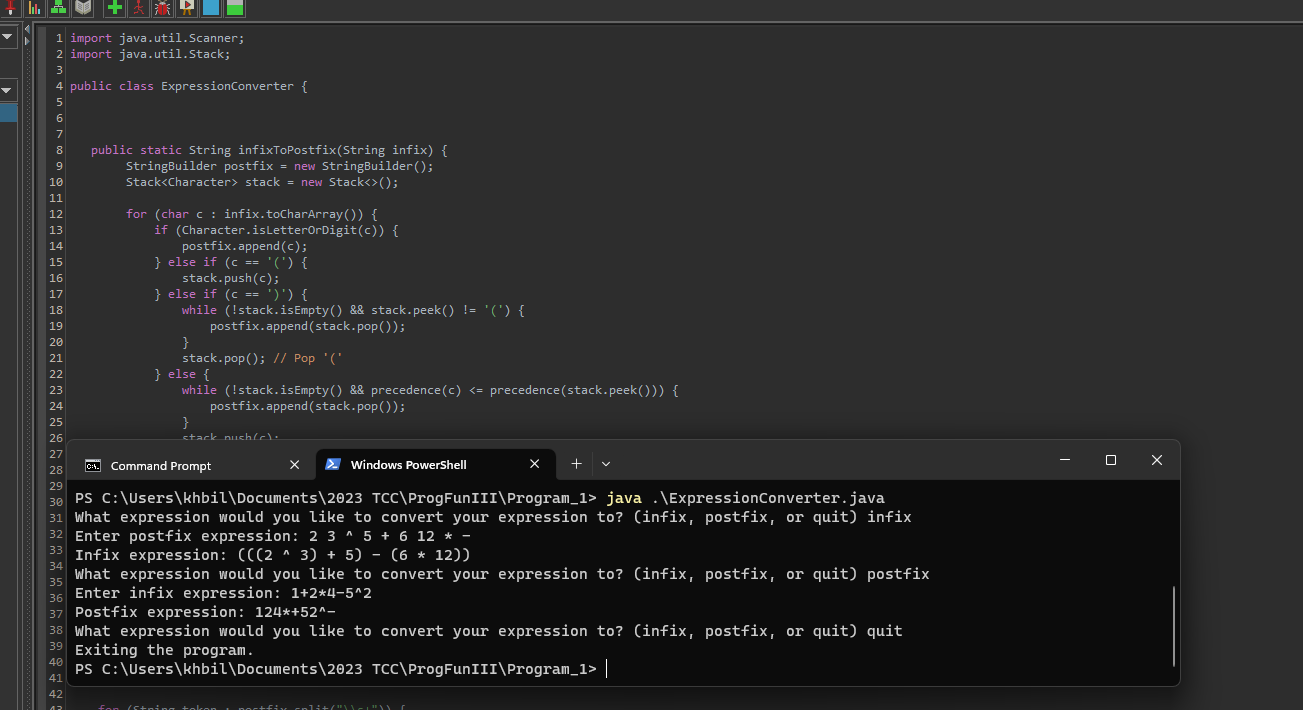 1 import java.util.Scanner;
2 import java.util.Stack;
3
4 public class ExpressionConverter {
5
6
7
8 public static String infixToPostfix(String infix) {
9 StringBuilder postfix = new StringBuilder();
10 Stack<Character> stack = new Stack<>();
11
12 for (char c : infix.toCharArray()) {
13 if (Character.isLetterOrDigit(c)) {
14 postfix.append(c);
15 } else if (c == '(') {
16 stack.push(c);
17 } else if (c == ')') {
18 while (!stack.isEmpty() && stack.peek() != '(') {
19 postfix.append(stack.pop());
20 }
21 stack.pop(); // Pop '('
22 } else {
23 while (!stack.isEmpty() && precedence(c) <= precedence(stack.peek())) {
24 postfix.append(stack.pop());
25 }
26 stack.push(c);
27
28
29
30
31
32
33
34
35
36
37
38
39
40
41
42
43 for (String token : postfix.split("\\s+")) {
Command Prompt
Windows PowerShell
PS C:\Users\khbil\Documents\2023 TCC\ProgFunIII\Program_1> java .\ExpressionConverter.java
What expression would you like to convert your expression to? (infix, postfix, or quit) infix
Enter postfix expression: 2 3 ^ 5 + 6 12 * -
Infix expression: (((2 ^ 3) + 5) - (6 * 12))
What expression would you like to convert your expression to? (infix, postfix, or quit) postfix
Enter infix expression: 1+2*4-5^2
Postfix expression: 124*+52^-
What expression would you like to convert your expression to? (infix, postfix, or quit) quit
Exiting the program.
PS C:\Users\khbil\Documents\2023 TCC\ProgFunIII\Program_1>